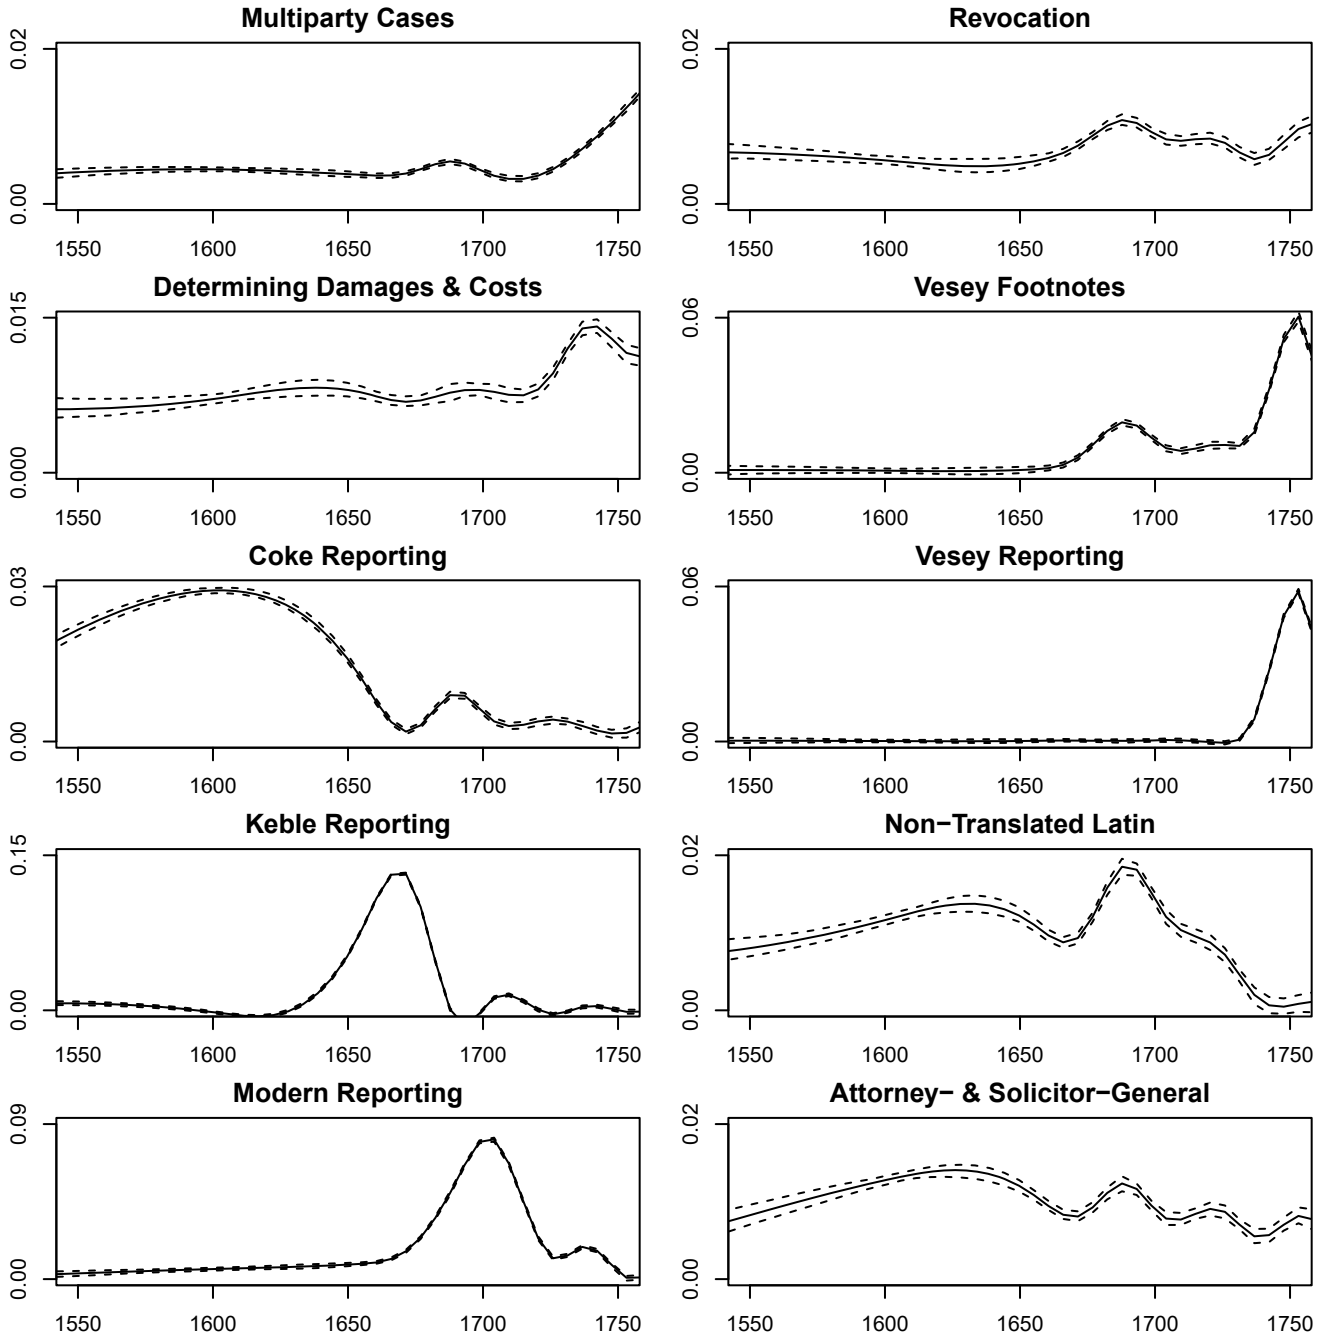 Multiparty Cases
0.02
0.00
1550 1600 1650 1700 1750
Revocation
0.02
0.00
1550 1600 1650 1700 1750
Determining Damages & Costs
0.015
0.000
1550 1600 1650 1700 1750
Vesey Footnotes
0.06
0.00
1550 1600 1650 1700 1750
Coke Reporting
0.03
0.00
1550 1600 1650 1700 1750
Vesey Reporting
0.06
0.00
1550 1600 1650 1700 1750
Keble Reporting
0.15
0.00
1550 1600 1650 1700 1750
Non−Translated Latin
0.02
0.00
1550 1600 1650 1700 1750
Modern Reporting
0.09
0.00
1550 1600 1650 1700 1750
Attorney− & Solicitor−General
0.02
0.00
1550 1600 1650 1700 1750